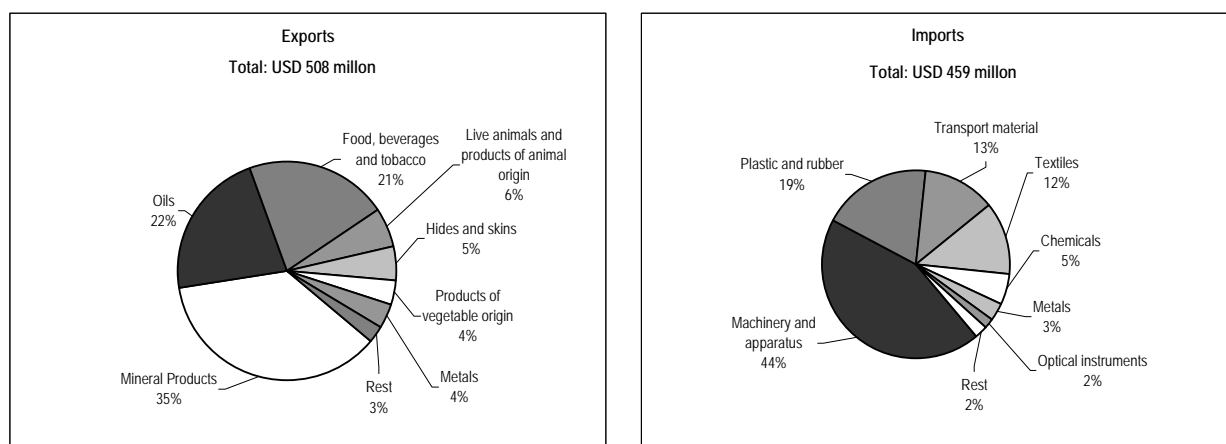 Exports
Total: USD 508 millon
Food, beverages
and tobacco
21%
Live animals and
products of animal
origin
6%
Oils
22%
Hides and skins
5%
Products of
vegetable origin
4%
Mineral Products
35%
Rest
3%
Metals
4%
Imports
Total: USD 459 millon
Transport material
13%
Plastic and rubber
19%
Textiles
12%
Chemicals
5%
Machinery and
apparatus
44%
Metals
3%
Optical instruments
2%
Rest
2%